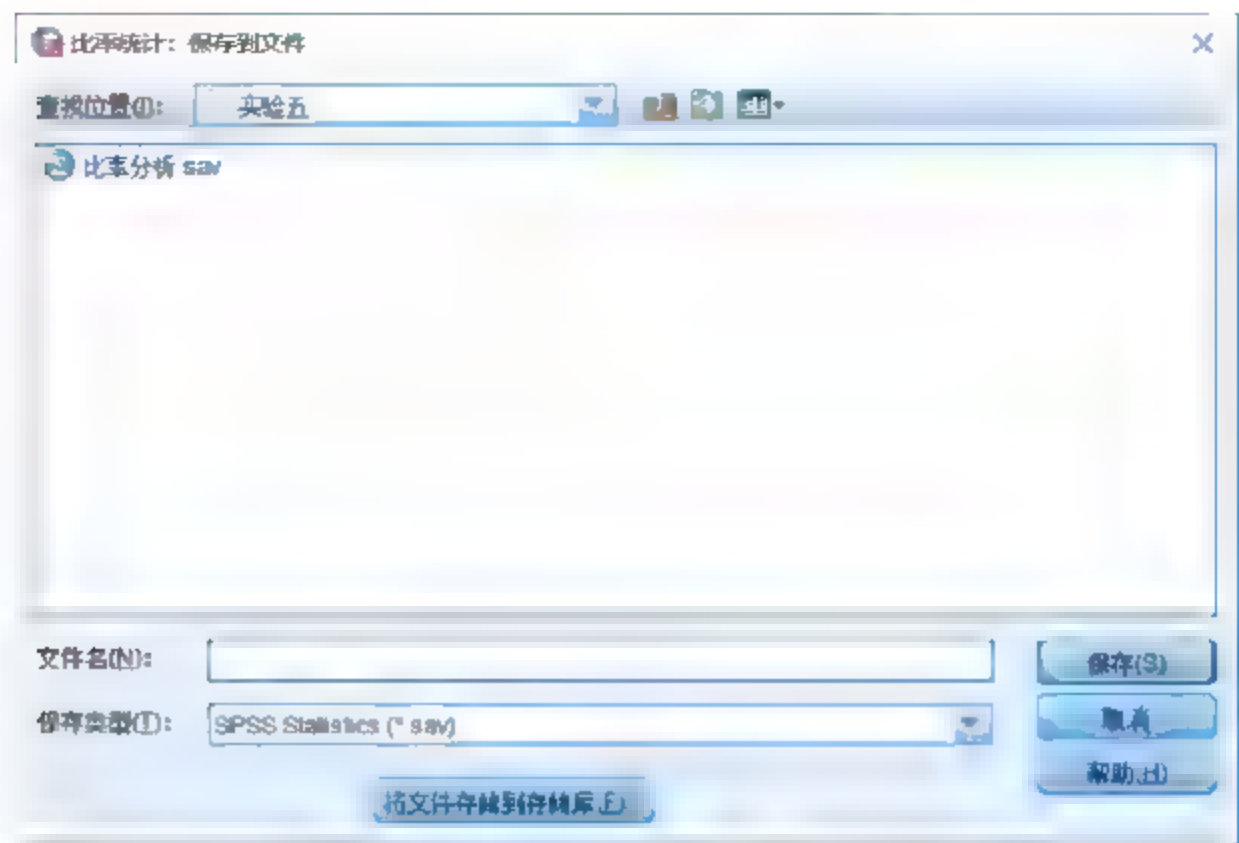 比率统计：保存到文件
查找位置(I)： 实验五
比率分析.sav
文件名(N)：
保存(S)
保存类型(T)： SPSS Statistics (*.sav)
取消
帮助(H)
将文件存储到存储库(F)